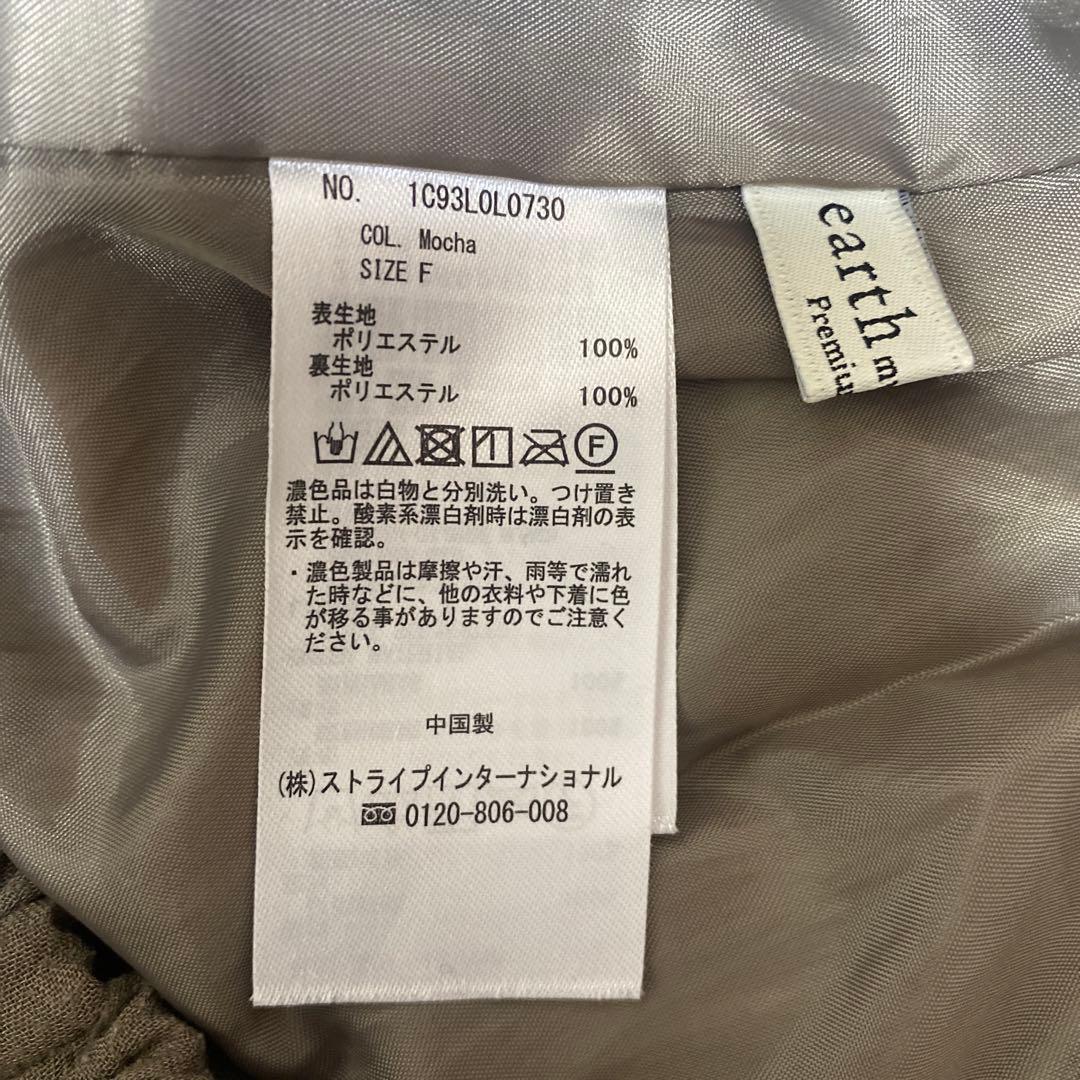 NO. 1C93L0L0730
COL. Mocha
SIZE F
表生地
ポリエステル 100%
裏生地
ポリエステル 100%
F
濃色品は白物と分別洗い。つけ置き
禁止。酸素系漂白剤時は漂白剤の表
示を確認。
・濃色製品は摩擦や汗、雨等で濡れ
た時などに、他の衣料や下着に色
が移る事がありますのでご注意く
ださい。
中国製
(株)ストライプインターナショナル
0120-806-008
earth
Premium